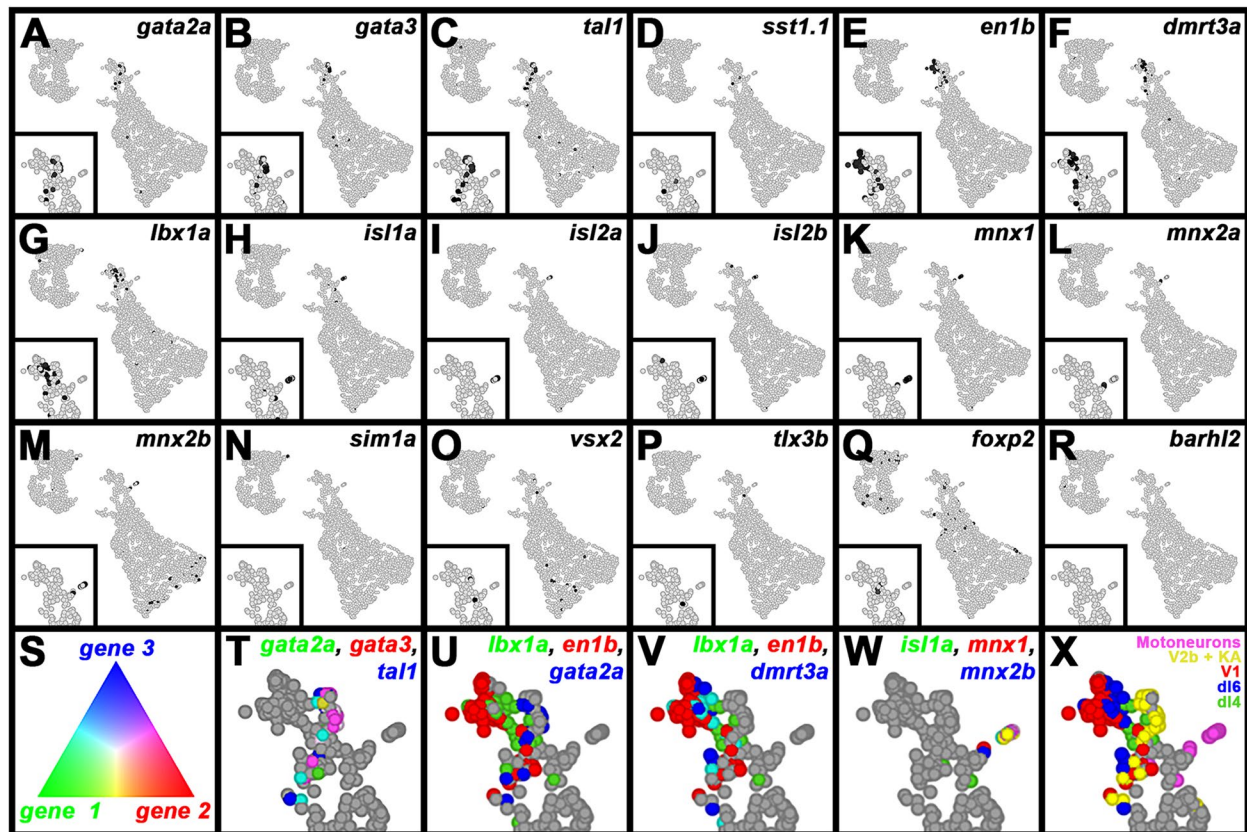 A gata2a
B gata3
C tal1
D sst1.1
E en1b
F dmrt3a
G lbx1a
H isl1a
I isl2a
J isl2b
K mnx1
L mnx2a
M mnx2b
N sim1a
O vsx2
P tlx3b
Q foxp2
R barhl2
S
gene 3
gene 1 gene 2
T gata2a, gata3,
tal1
U lbx1a, en1b,
gata2a
V lbx1a, en1b,
dmrt3a
W isl1a, mnx1,
mnx2b
X Motoneurons
V2b + KA
V1
dI6
dI4